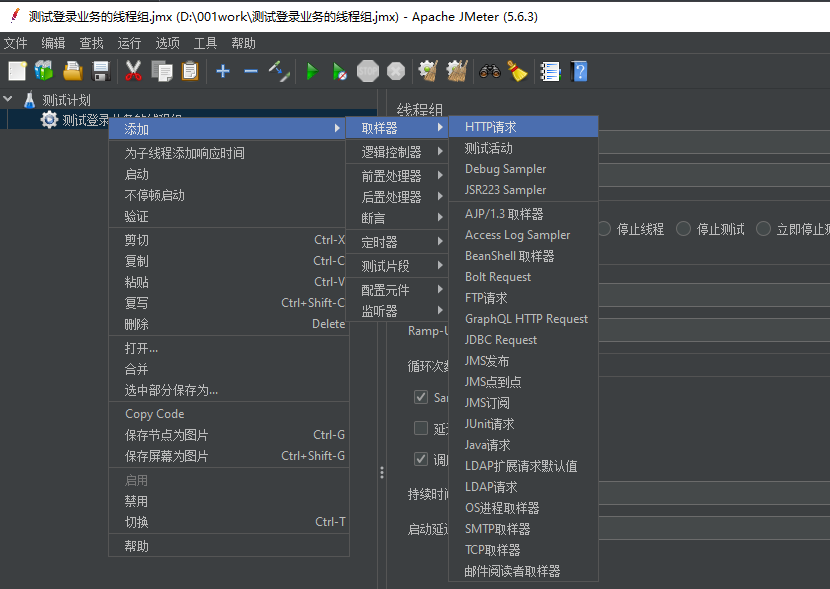 测试登录业务的线程组.jmx (D:\001work\测试登录业务的线程组.jmx) - Apache JMeter (5.6.3)
文件 编辑 查找 运行 选项 工具 帮助
测试计划
测试登录业务的线程组
线程组
添加
为子线程添加响应时间
启动
不停顿启动
验证
剪切 Ctrl-X
复制 Ctrl-C
粘贴 Ctrl-V
复写 Ctrl+Shift-C
删除 Delete
打开...
合并
选中部分保存为...
Copy Code
保存节点为图片 Ctrl-G
保存屏幕为图片 Ctrl+Shift-G
启用
禁用
切换 Ctrl-T
帮助
取样器
逻辑控制器
前置处理器
后置处理器
断言
定时器
测试片段
配置元件
监听器
HTTP请求
测试活动
Debug Sampler
JSR223 Sampler
AJP/1.3 取样器
Access Log Sampler
BeanShell 取样器
Bolt Request
FTP请求
GraphQL HTTP Request
JDBC Request
JMS发布
JMS点到点
JMS订阅
JUnit请求
Java请求
LDAP扩展请求默认值
LDAP请求
OS进程取样器
SMTP取样器
TCP取样器
邮件阅读者取样器
停止线程 停止测试 立即停止测
Ramp-U
循环次数
Sam
延迟
调度
持续时间
启动延迟